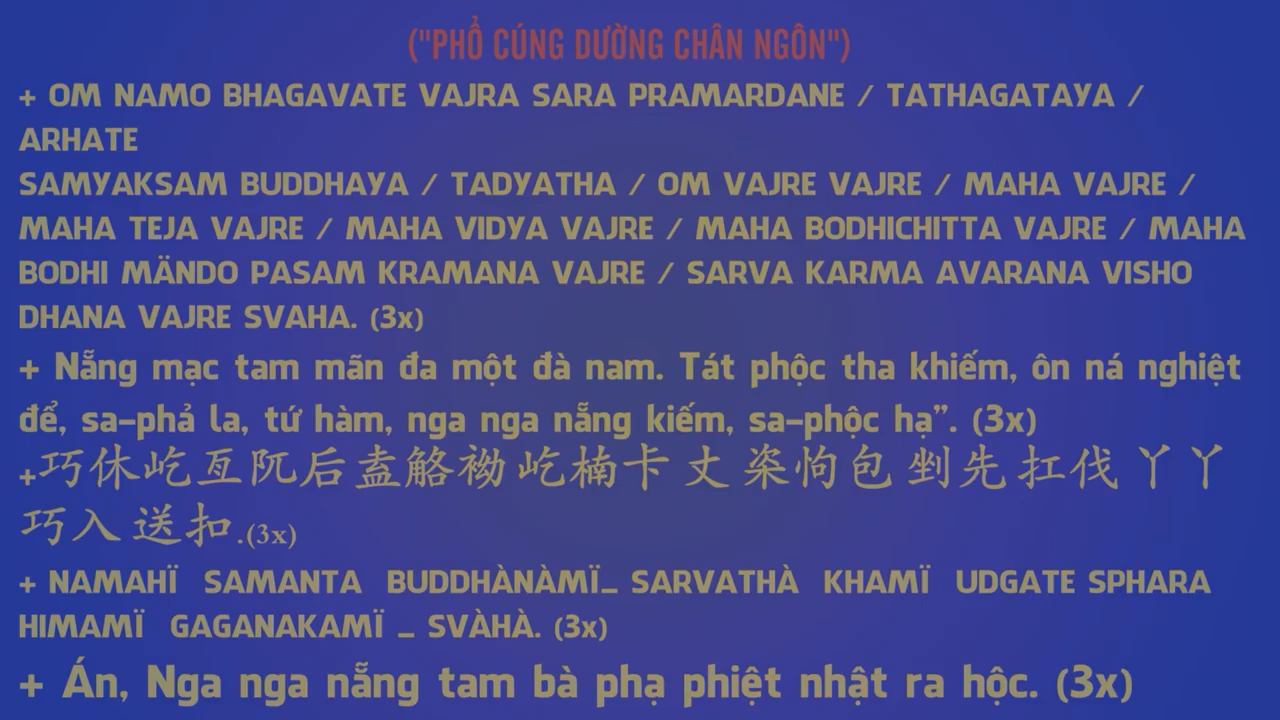 ("PHỔ CÚNG DƯỜNG CHÂN NGÔN")
+ OM NAMO BHAGAVATE VAJRA SARA PRAMARDANE / TATHAGATAYA /
ARHATE
SAMYAKSAM BUDDHAYA / TADYATHA / OM VAJRE VAJRE / MAHA VAJRE /
MAHA TEJA VAJRE / MAHA VIDYA VAJRE / MAHA BODHICHITTA VAJRE / MAHA
BODHI MÄNDO PASAM KRAMANA VAJRE / SARVA KARMA AVARANA VISHO
DHANA VAJRE SVAHA. (3x)
+ Nẵng mạc tam mãn đa một đà nam. Tát phộc tha khiếm, ôn ná nghiệt
để, sa-phả la, tứ hàm, nga nga nẵng kiếm, sa-phộc hạ”. (3x)
+巧休屹亙阢后盍觡褹屹楠卡丈楶怐包剉先扛伐丫丫
巧入送扣.(3x)
+ NAMAHÏ SAMANTA BUDDHÀNÀMÏ_ SARVATHÀ KHAMÏ UDGATE SPHARA
HIMAMÏ GAGANAKAMÏ _ SVÀHÀ. (3x)
+ Án, Nga nga nẵng tam bà phạ phiệt nhật ra hộc. (3x)